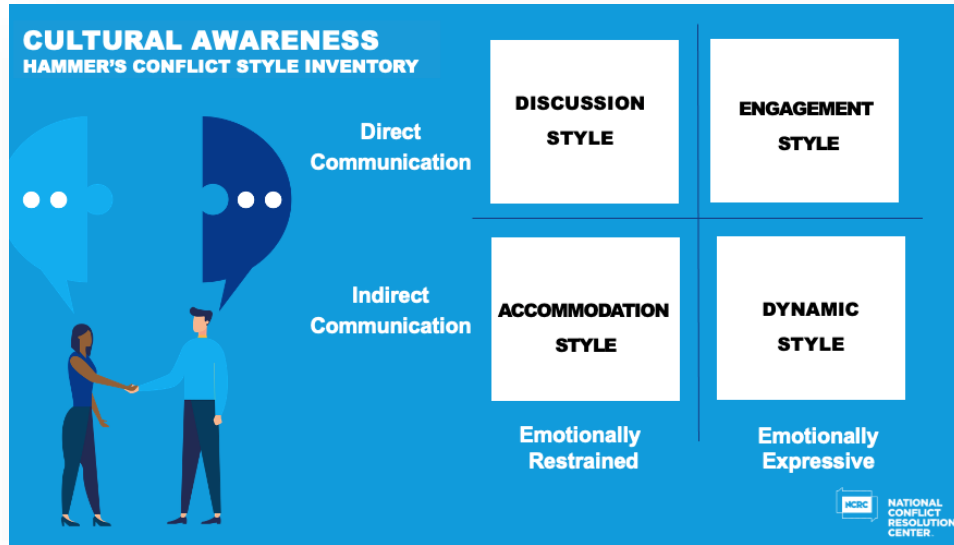 CULTURAL AWARENESS
HAMMER'S CONFLICT STYLE INVENTORY
Direct
Communication
DISCUSSION
STYLE
ENGAGEMENT
STYLE
Indirect
Communication
ACCOMMODATION
STYLE
DYNAMIC
STYLE
Emotionally
Restrained
Emotionally
Expressive
NCRC
NATIONAL
CONFLICT
RESOLUTION
CENTER.